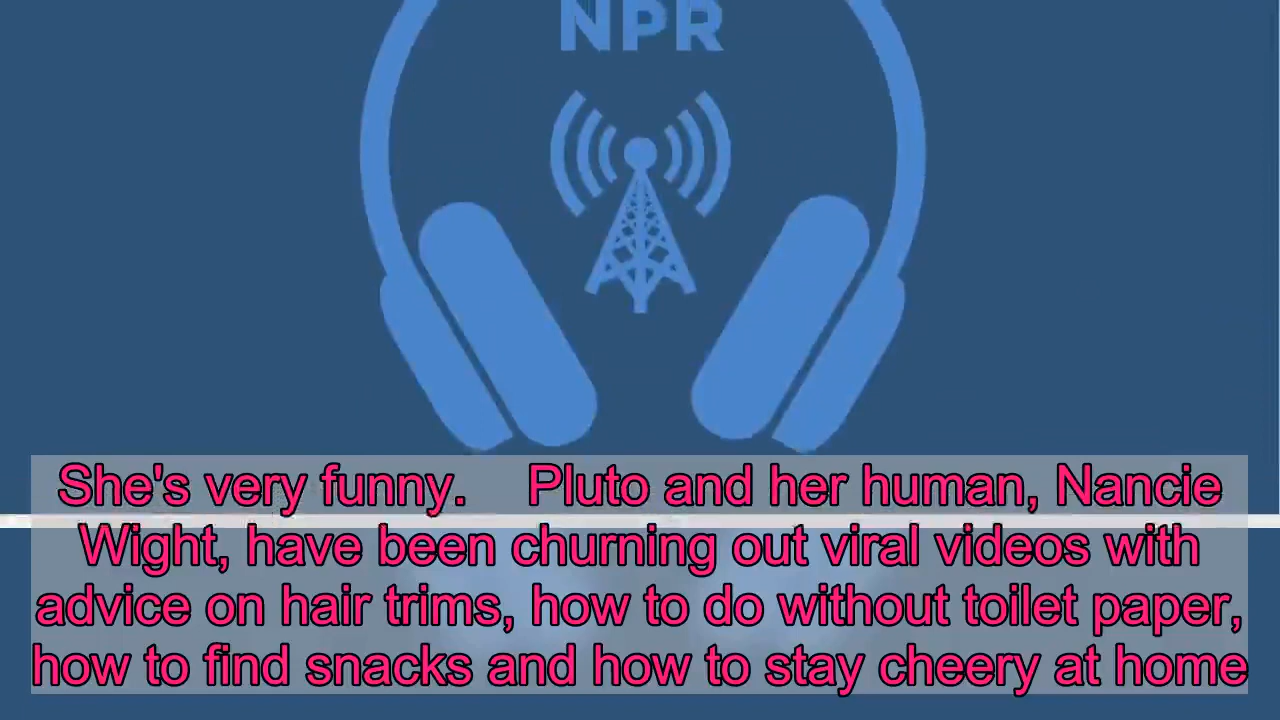 NPR
She's very funny. Pluto and her human, Nancie
Wight, have been churning out viral videos with
advice on hair trims, how to do without toilet paper,
how to find snacks and how to stay cheery at home